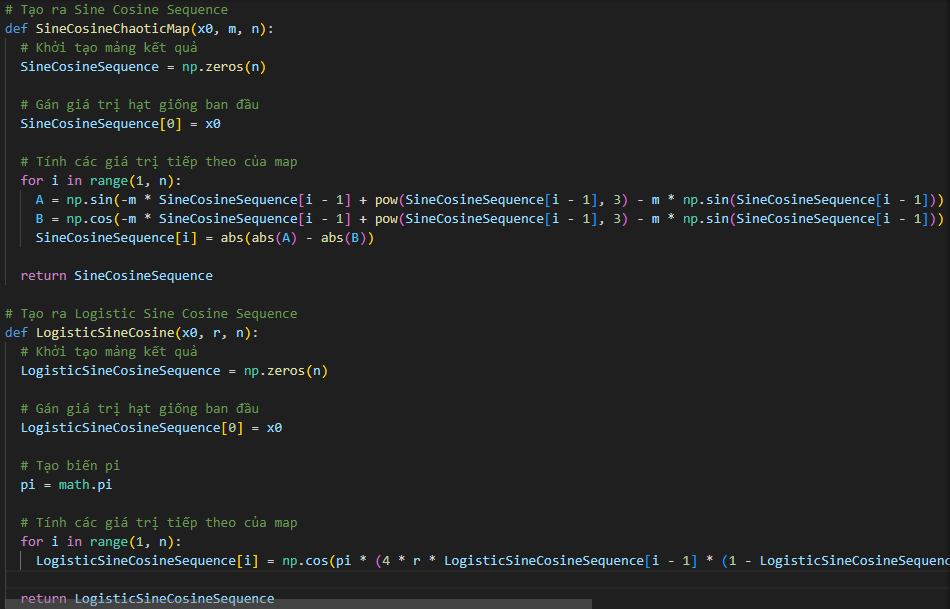 # Tạo ra Sine Cosine Sequence
def SineCosineChaoticMap(x0, m, n):
# Khởi tạo mảng kết quả
SineCosineSequence = np.zeros(n)
# Gán giá trị hạt giống ban đầu
SineCosineSequence[0] = x0
# Tính các giá trị tiếp theo của map
for i in range(1, n):
A = np.sin(-m * SineCosineSequence[i - 1] + pow(SineCosineSequence[i - 1], 3) - m * np.sin(SineCosineSequence[i - 1]))
B = np.cos(-m * SineCosineSequence[i - 1] + pow(SineCosineSequence[i - 1], 3) - m * np.sin(SineCosineSequence[i - 1]))
SineCosineSequence[i] = abs(abs(A) - abs(B))
return SineCosineSequence
# Tạo ra Logistic Sine Cosine Sequence
def LogisticSineCosine(x0, r, n):
# Khởi tạo mảng kết quả
LogisticSineCosineSequence = np.zeros(n)
# Gán giá trị hạt giống ban đầu
LogisticSineCosineSequence[0] = x0
# Tạo biến pi
pi = math.pi
# Tính các giá trị tiếp theo của map
for i in range(1, n):
LogisticSineCosineSequence[i] = np.cos(pi * (4 * r * LogisticSineCosineSequence[i - 1] * (1 - LogisticSineCosineSequenc
return LogisticSineCosineSequence